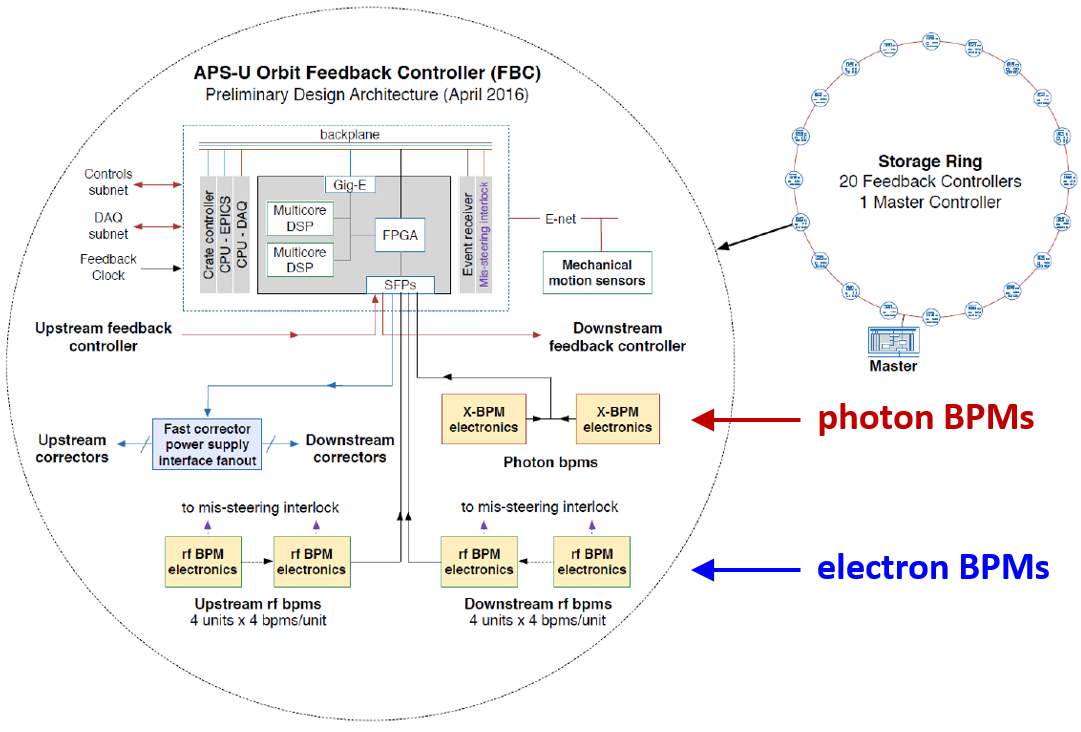 APS-U Orbit Feedback Controller (FBC)
Preliminary Design Architecture (April 2016)
backplane
Controls
subnet
DAQ
subnet
Feedback
Clock
Crate controller
CPU - EPICS
CPU - DAQ
Gig-E
Multicore
DSP
Multicore
DSP
FPGA
SFPs
Event receiver
Mis-steering interlock
E-net
Mechanical
motion sensors
Upstream feedback
controller
Downstream
feedback controller
Upstream
correctors
Fast corrector
power supply
interface fanout
Downstream
correctors
X-BPM
electronics
X-BPM
electronics
Photon bpms
to mis-steering interlock
to mis-steering interlock
rf BPM
electronics
rf BPM
electronics
rf BPM
electronics
rf BPM
electronics
Upstream rf bpms
4 units x 4 bpms/unit
Downstream rf bpms
4 units x 4 bpms/unit
Storage Ring
20 Feedback Controllers
1 Master Controller
Master
photon BPMs
electron BPMs